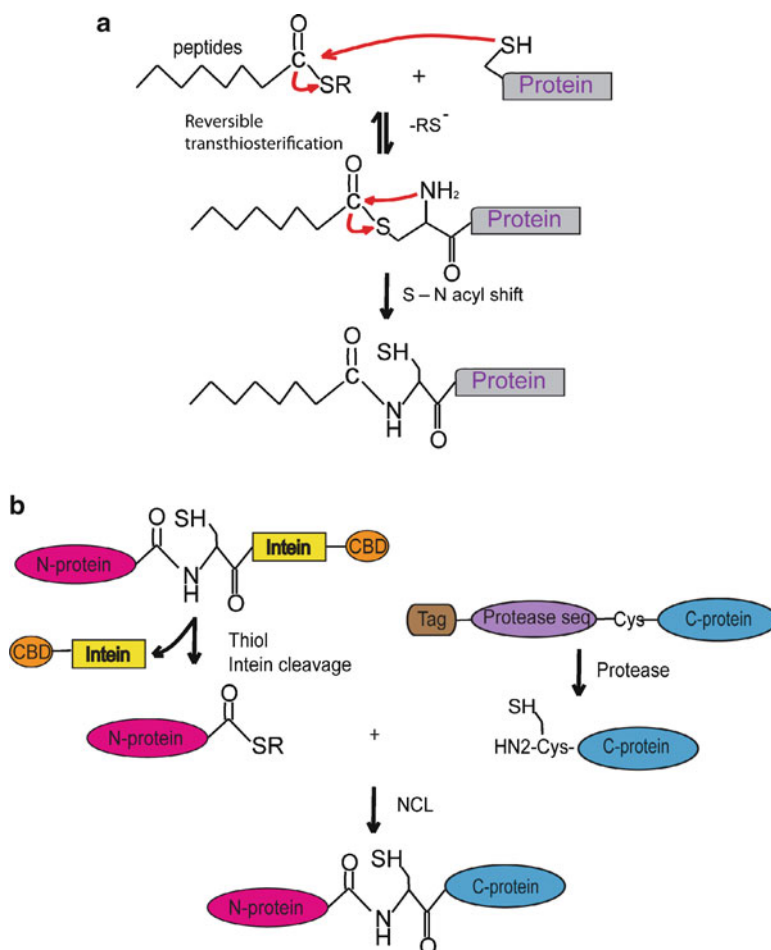 a
O
peptides
C
SR
+
SH
Protein
Reversible
transthiosterification
-RS⁻
O
C
NH₂
S
Protein
O
S – N acyl shift
O
SH
C
N
H
O
Protein
b
O
SH
N-protein
N
H
O
Intein
CBD
CBD
Intein
Thiol
Intein cleavage
Tag
Protease seq
Cys
C-protein
Protease
O
N-protein
SR
+
SH
HN2-Cys-
C-protein
NCL
O
SH
N-protein
N
H
O
C-protein